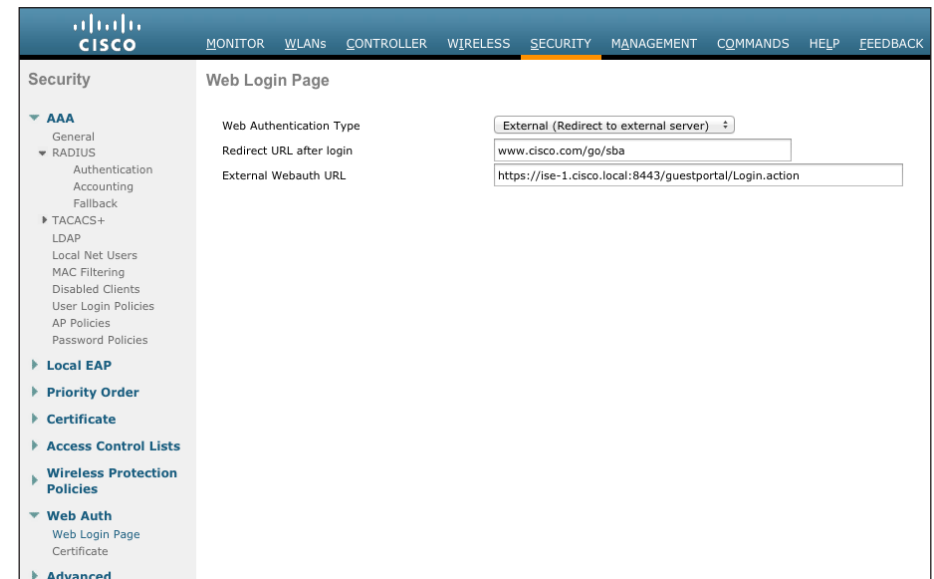 CISCO
MONITOR WLANs CONTROLLER WIRELESS SECURITY MANAGEMENT COMMANDS HELP FEEDBACK
Security
AAA
General
RADIUS
Authentication
Accounting
Fallback
TACACS+
LDAP
Local Net Users
MAC Filtering
Disabled Clients
User Login Policies
AP Policies
Password Policies
Local EAP
Priority Order
Certificate
Access Control Lists
Wireless Protection
Policies
Web Auth
Web Login Page
Certificate
Advanced
Web Login Page
Web Authentication Type External (Redirect to external server)
Redirect URL after login www.cisco.com/go/sba
External Webauth URL https://ise-1.cisco.local:8443/guestportal/Login.action